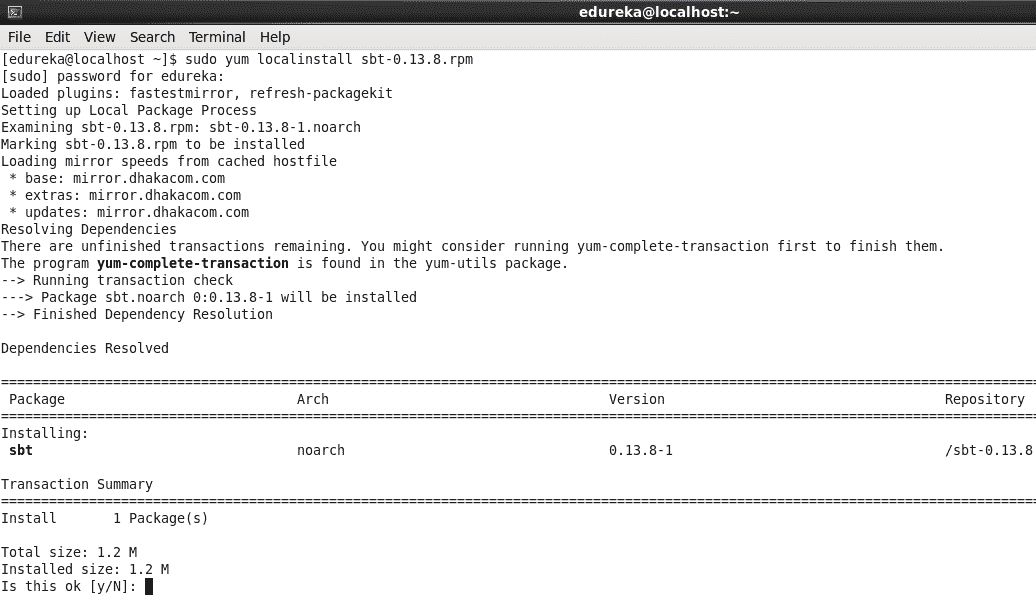 edureka@localhost:~
File Edit View Search Terminal Help
[edureka@localhost ~]$ sudo yum localinstall sbt-0.13.8.rpm
[sudo] password for edureka:
Loaded plugins: fastestmirror, refresh-packagekit
Setting up Local Package Process
Examining sbt-0.13.8.rpm: sbt-0.13.8-1.noarch
Marking sbt-0.13.8.rpm to be installed
Loading mirror speeds from cached hostfile
 * base: mirror.dhakacom.com
 * extras: mirror.dhakacom.com
 * updates: mirror.dhakacom.com
Resolving Dependencies
There are unfinished transactions remaining. You might consider running yum-complete-transaction first to finish them.
The program yum-complete-transaction is found in the yum-utils package.
--> Running transaction check
---> Package sbt.noarch 0:0.13.8-1 will be installed
--> Finished Dependency Resolution
Dependencies Resolved
================================================================================
 Package Arch Version Repository
================================================================================
Installing:
 sbt noarch 0.13.8-1 /sbt-0.13.8
Transaction Summary
================================================================================
Install 1 Package(s)
Total size: 1.2 M
Installed size: 1.2 M
Is this ok [y/N]: